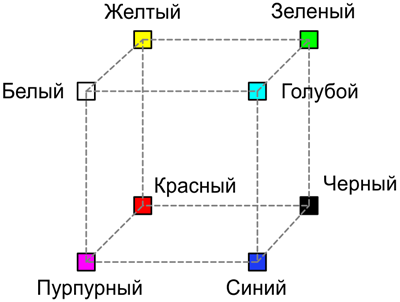 Желтый
Зеленый
Белый
Голубой
Красный
Черный
Пурпурный
Синий